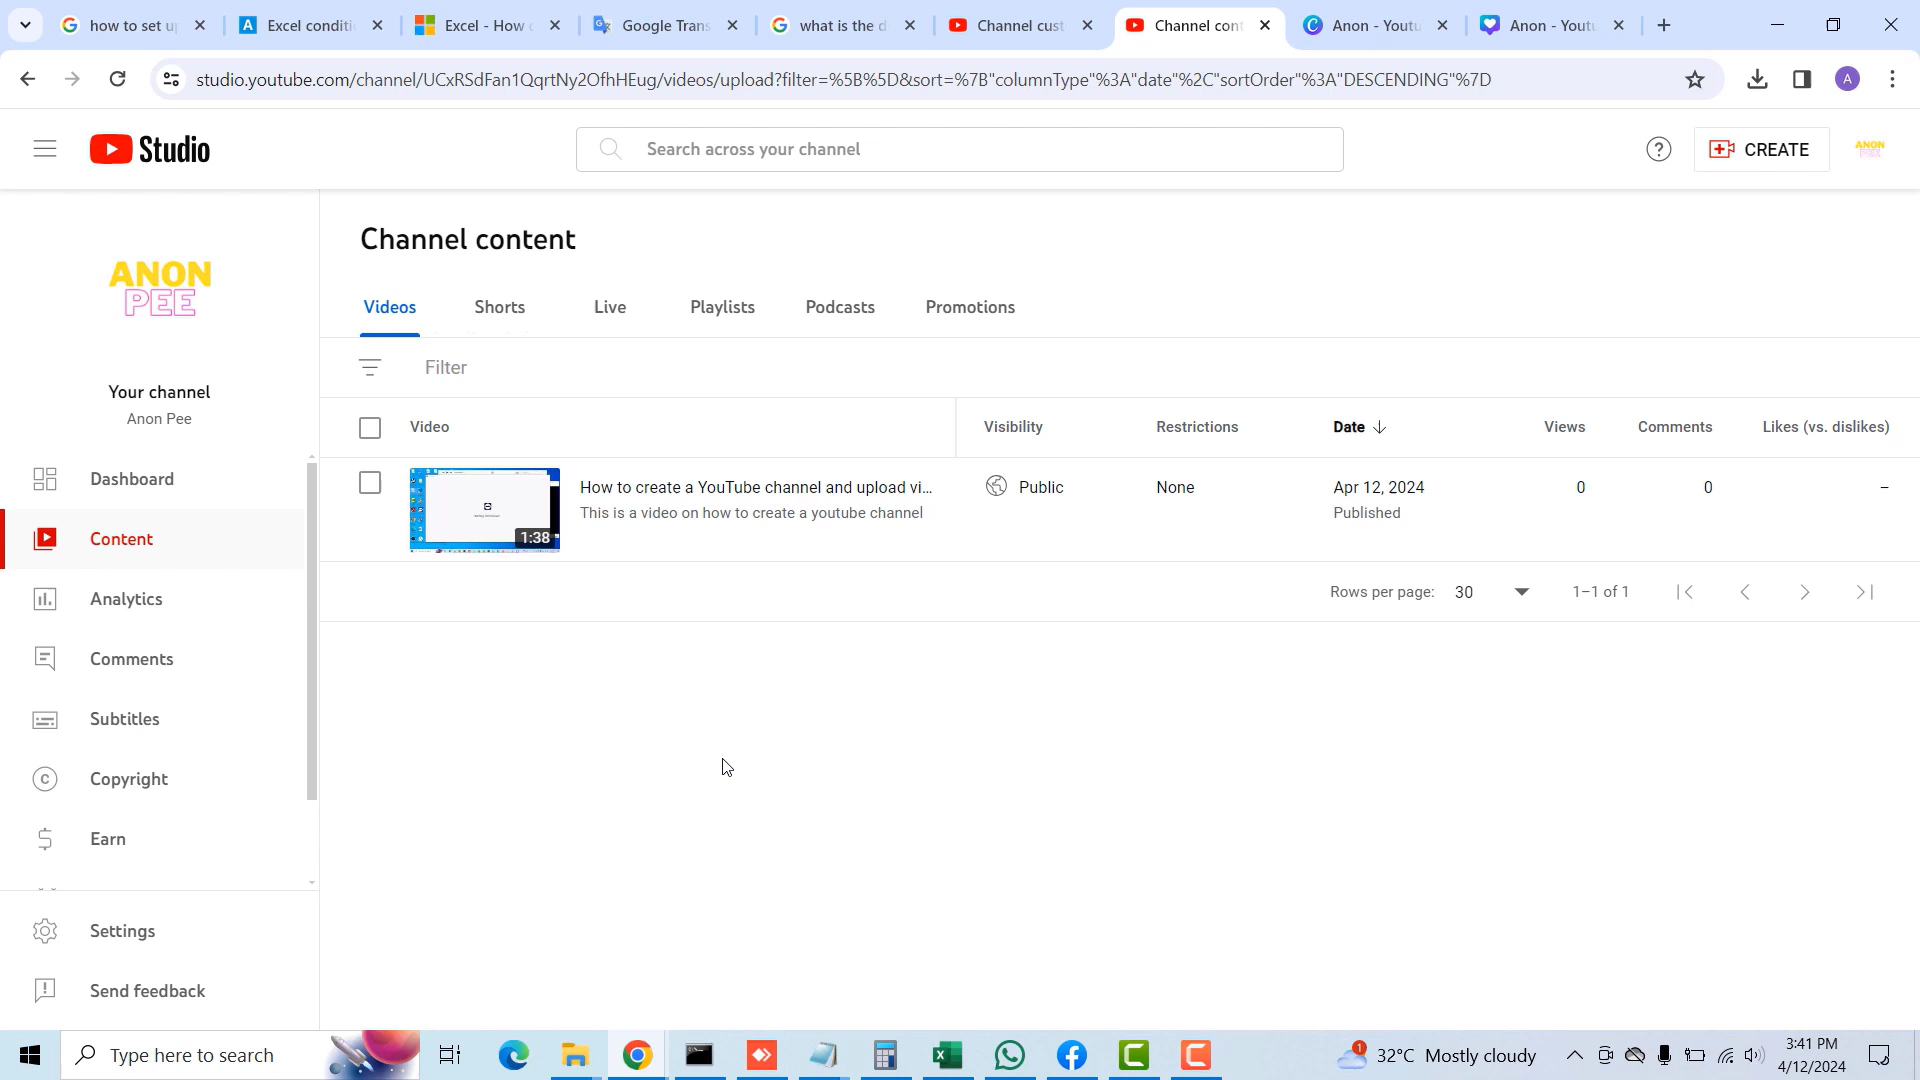 how to set u
Excel conditi
Excel - How
Google Trans
what is the d
Channel cust
Channel cont
Anon - Youtu
Anon - Youtu
studio.youtube.com/channel/UCxRSdFan1QqrtNy2OfhHEug/videos/upload?filter=%5B%5D&sort=%7B"columnType"%3A"date"%2C"sortOrder"%3A"DESCENDING"%7D
A
Studio
Search across your channel
CREATE
ANON
PEE
ANON
PEE
Your channel
Anon Pee
Dashboard
Content
Analytics
Comments
Subtitles
Copyright
Earn
Settings
Send feedback
Channel content
Videos Shorts Live Playlists Podcasts Promotions
Filter
Video Visibility Restrictions Date Views Comments Likes (vs. dislikes)
How to create a YouTube channel and upload vi... Public None Apr 12, 2024 0 0 –
This is a video on how to create a youtube channel Published
1:38
Rows per page: 30 1–1 of 1
Type here to search
1
32°C Mostly cloudy
3:41 PM
4/12/2024